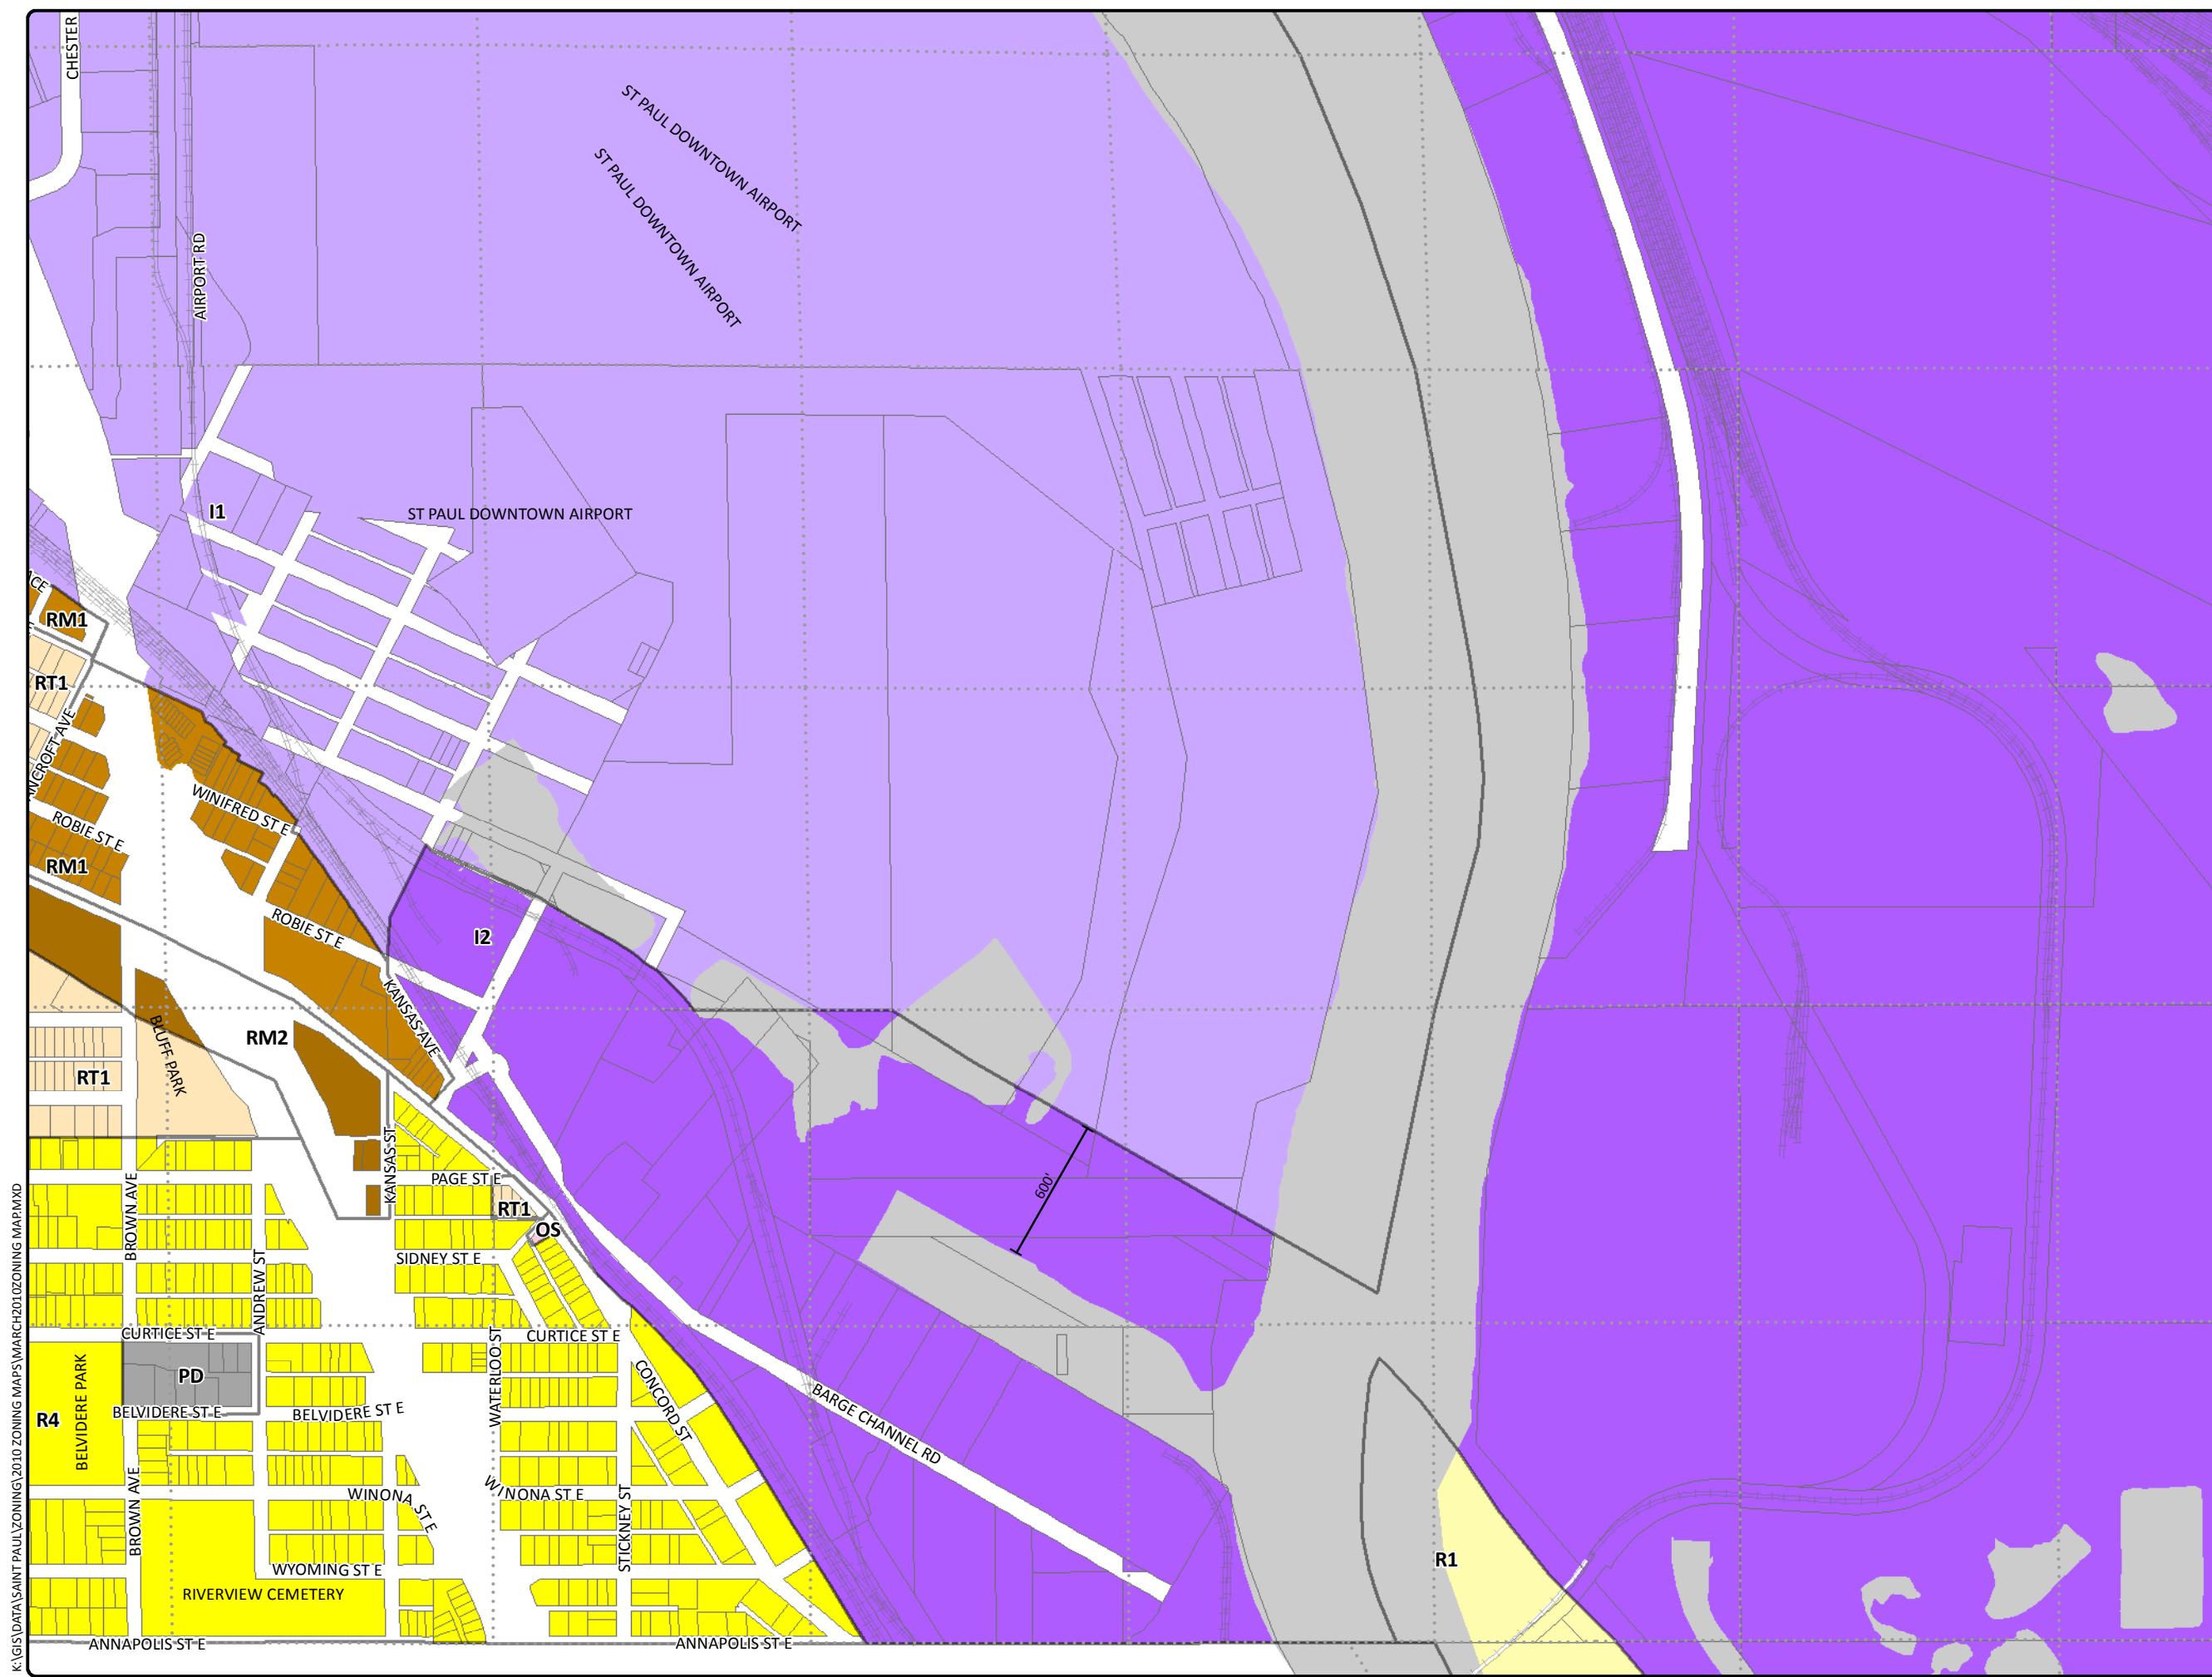 CHESTER
ST PAUL DOWNTOWN AIRPORT
ST PAUL DOWNTOWN AIRPORT
AIRPORT RD
I1
ST PAUL DOWNTOWN AIRPORT
ACE
RM1
RT1
ANCROFT AVE
WINIFRED ST E
ROBIE ST E
RM1
ROBIE ST E
I2
KANSAS AVE
RM2
BLUFF PARK
RT1
KANSAS ST
PAGE ST E
BROWN AVE
RT1
OS
600'
SIDNEY ST E
ANDREW ST
CURTICE ST E
CURTICE ST E
WATERLOO ST
PD
BELVIDERE PARK
CONCORD ST
R4
BELVIDERE ST E
BELVIDERE ST E
BARGE CHANNEL RD
BROWN AVE
WINONA ST E
WINONA ST E
STICKNEY ST
R1
WYOMING ST E
RIVERVIEW CEMETERY
ANNAPOLIS ST E
ANNAPOLIS ST E
K:\GIS\DATA\SAINT PAUL\ZONING\2010 ZONING MAPS\MARCH2010ZONING MAP.MXD